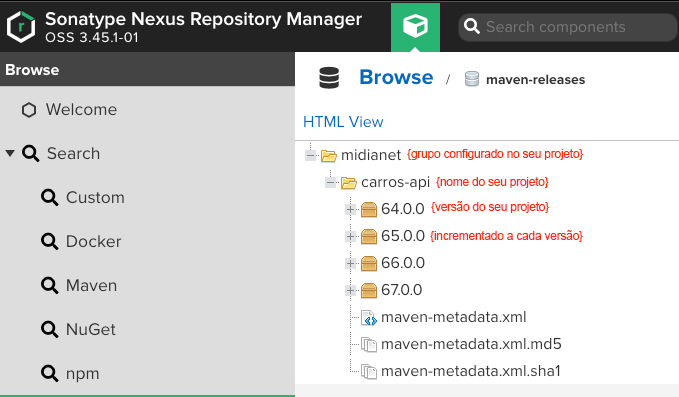 Sonatype Nexus Repository Manager
OSS 3.45.1-01
Search components
Browse
Welcome
Search
Custom
Docker
Maven
NuGet
npm
Browse / maven-releases
HTML View
midianet {grupo configurado no seu projeto}
carros-api {nome do seu projeto}
64.0.0 {versão do seu projeto}
65.0.0 {incrementado a cada versão}
66.0.0
67.0.0
maven-metadata.xml
maven-metadata.xml.md5
maven-metadata.xml.sha1